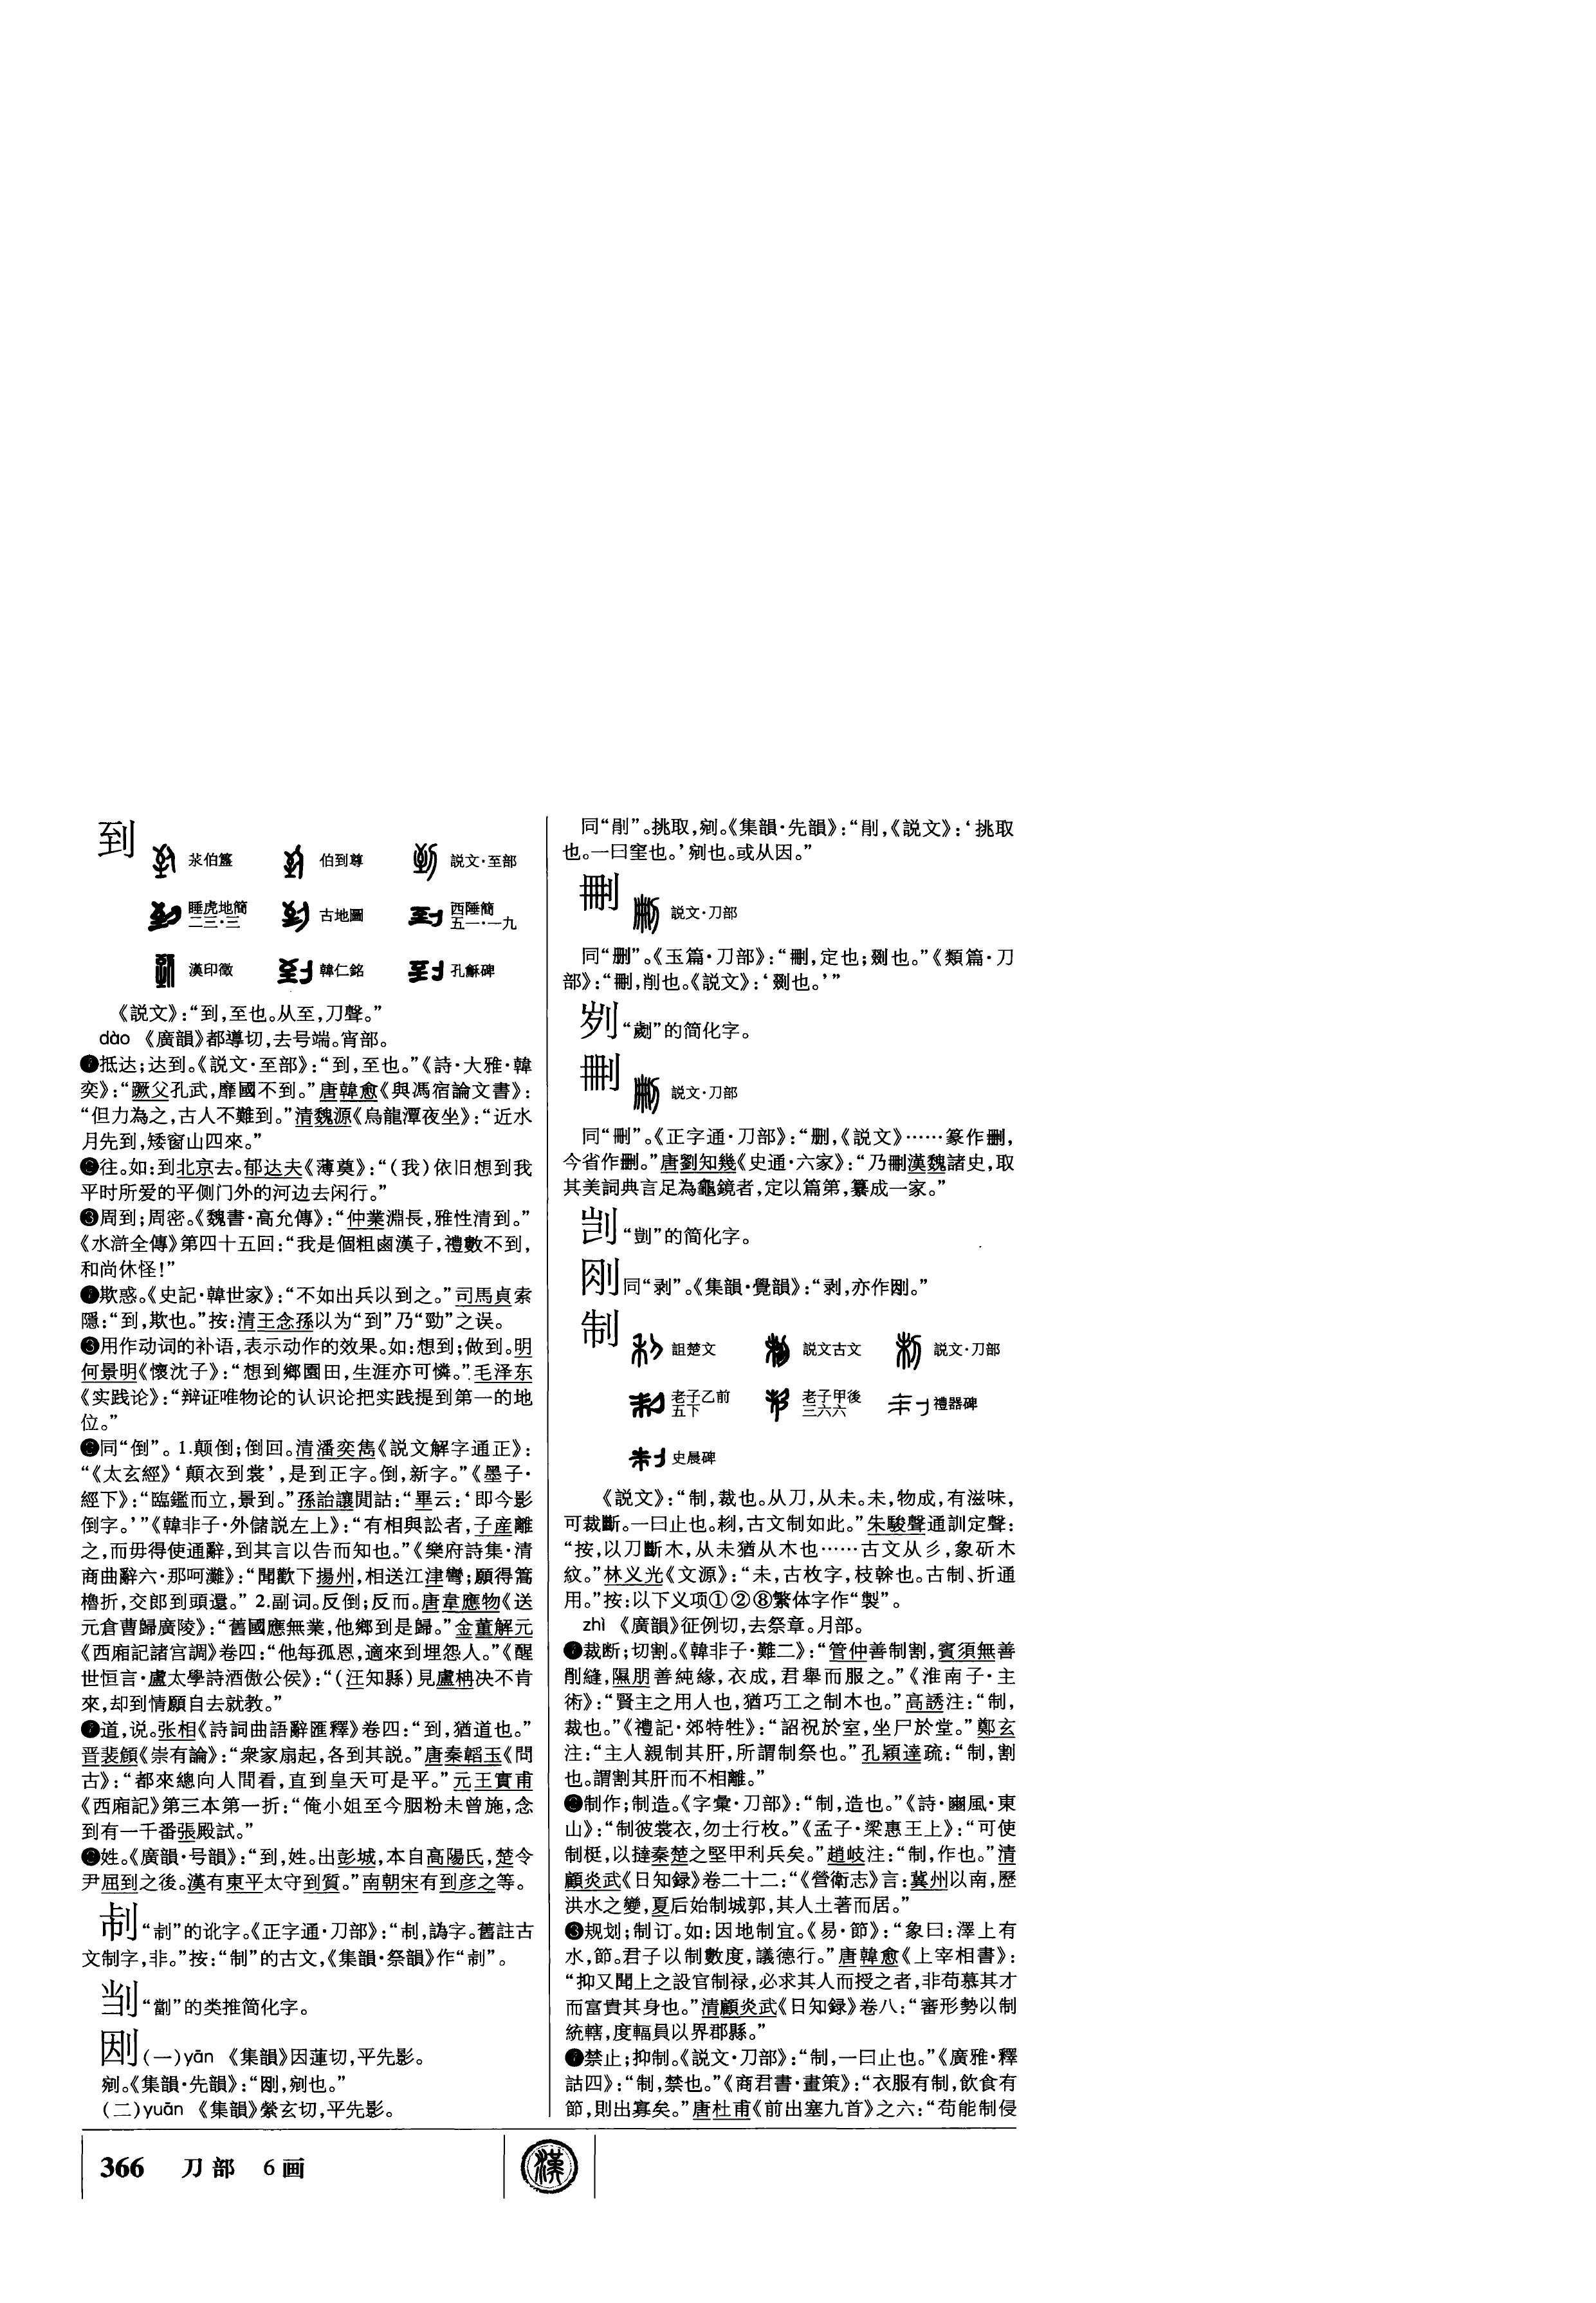 到
伯簋 伯到尊 説文·至部
睡虎地簡二三·三 古地圖 西陲簡五一·一九
漢印徵 韓仁銘 孔龢碑
《説文》：“到，至也。从至，刀聲。”
dào 《廣韻》都導切，去号端。宵部。
❶抵达；达到。《説文·至部》：“到，至也。”《詩·大雅·韓
奕》：“蹶父孔武，靡國不到。”唐韓愈《與馮宿論文書》：
“但力為之，古人不難到。”清魏源《烏龍潭夜坐》：“近水
月先到，矮窗山四來。”
❷往。如：到北京去。郁达夫《薄奠》：“（我）依旧想到我
平时所爱的平侧门外的河边去闲行。”
❸周到；周密。《魏書·高允傳》：“仲業淵長，雅性清到。”
《水滸全傳》第四十五回：“我是個粗鹵漢子，禮數不到，
和尚休怪！”
欺惑。《史記·韓世家》：“不如出兵以到之。”司馬貞索
隱：“到，欺也。”按：清王念孫以为“到”乃“勁”之误。
用作动词的补语，表示动作的效果。如：想到；做到。明
何景明《懷沈子》：“想到鄉園田，生涯亦可憐。”毛泽东
《实践论》：“辩证唯物论的认识论把实践提到第一的地
位。”
同“倒”。1.颠倒；倒回。清潘奕雋《説文解字通正》：
“《太玄經》‘顛衣到裳’，是到正字。倒，新字。”《墨子·
經下》：“臨鑑而立，景到。”孫詒讓閒詁：“畢云：‘即今影
倒字。’”《韓非子·外儲説左上》：“有相與訟者，子産離
之，而毋得使通辭，到其言以告而知也。”《樂府詩集·清
商曲辭六·那呵灘》：“聞歡下揚州，相送江津彎；願得篙
櫓折，交郎到頭還。” 2.副词。反倒；反而。唐韋應物《送
元倉曹歸廣陵》：“舊國應無業，他鄉到是歸。”金董解元
《西廂記諸宫調》卷四：“他每孤恩，適來到埋怨人。”《醒
世恒言·盧太學詩酒傲公侯》：“（汪知縣）見盧柟决不肯
來，却到情願自去就教。”
道，说。张相《詩詞曲語辭匯釋》卷四：“到，猶道也。”
晋裴頠《崇有論》：“衆家扇起，各到其説。”唐秦韜玉《問
古》：“都來總向人間看，直到皇天可是平。”元王實甫
《西廂記》第三本第一折：“俺小姐至今胭粉未曾施，念
到有一千番張殿試。”
姓。《廣韻·号韻》：“到，姓。出彭城，本自高陽氏，楚令
尹屈到之後。漢有東平太守到質。”南朝宋有到彦之等。
的讹字。《正字通·刀部》： 譌字。舊註古
文制字，非。”按：“制”的古文，《集韻·祭韻》作
“劏”的类推简化字。
（一）yān 《集韻》因蓮切，平先影。
剜。《集韻·先韻》： 剜也。”
（二）yuān 《集韻》縈玄切，平先影。
同“剈”。挑取，剜。《集韻·先韻》：“剈，《説文》：‘挑取
也。一曰窐也。’剜也。或从因。”
刪
説文·刀部
同“删”。《玉篇·刀部》：“刪，定也；剟也。”《類篇·刀
部》：“刪，削也。《説文》：‘剟也。’”
刿“劌”的简化字。
説文·刀部
同“刪”。《正字通·刀部》：“删，《説文》……篆作
今省作删。”唐劉知幾《史通·六家》：“乃刪漢魏諸史，取
其美詞典言足為龜鏡者，定以篇第，纂成一家。”
剀“剴”的简化字。
同“剥”。《集韻·覺韻》：“剥，亦作 ”
制
詛楚文 説文古文 説文·刀部
老子乙前五下 老子甲後三六六 禮器碑
史晨碑
《説文》：“制，裁也。从刀，从未。未，物成，有滋味，
可裁斷。一曰止也。 古文制如此。”朱駿聲通訓定聲：
“按，以刀斷木，从未猶从木也……古文从彡，象斫木
紋。”林义光《文源》：“未，古枚字，枝榦也。古制、折通
用。”按：以下义项①②⑧繁体字作“製”。
zhì 《廣韻》征例切，去祭章。月部。
❶裁断；切割。《韓非子·難二》：“管仲善制割，賓須無善
削縫，隰朋善純緣，衣成，君舉而服之。”《淮南子·主
術》：“賢主之用人也，猶巧工之制木也。”高誘注：“制，
裁也。”《禮記·郊特牲》：“詔祝於室，坐尸於堂。”鄭玄
注：“主人親制其肝，所謂制祭也。”孔穎達疏：“制，割
也。謂割其肝而不相離。”
❷制作；制造。《字彙·刀部》：“制，造也。”《詩·豳風·東
山》：“制彼裳衣，勿士行枚。”《孟子·梁惠王上》：“可使
制梃，以撻秦楚之堅甲利兵矣。”趙岐注：“制，作也。”清
顧炎武《日知録》卷二十二：“《營衛志》言：冀州以南，歷
洪水之變，夏后始制城郭，其人土著而居。”
❸规划；制订。如：因地制宜。《易·節》：“象曰：澤上有
水，節。君子以制數度，議德行。”唐韓愈《上宰相書》：
“抑又聞上之設官制禄，必求其人而授之者，非苟慕其才
而富貴其身也。”清顧炎武《日知録》卷八：“審形勢以制
統轄，度輻員以界郡縣。”
禁止；抑制。《説文·刀部》：“制，一曰止也。”《廣雅·釋
詁四》：“制，禁也。”《商君書·畫策》：“衣服有制，飲食有
節，則出寡矣。”唐杜甫《前出塞九首》之六：“苟能制侵
366 刀部 6画
漢